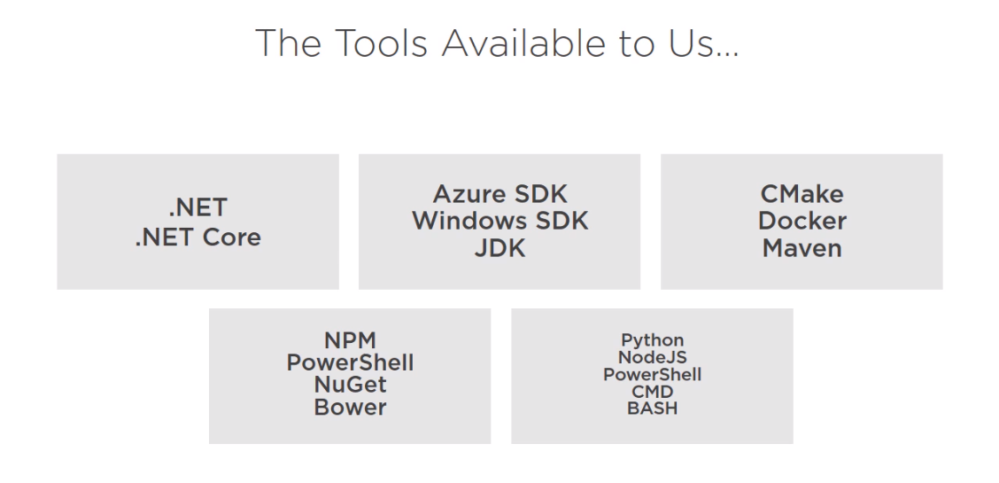 The Tools Available to Us...
.NET
.NET Core
Azure SDK
Windows SDK
JDK
CMake
Docker
Maven
NPM
PowerShell
NuGet
Bower
Python
NodeJS
PowerShell
CMD
BASH